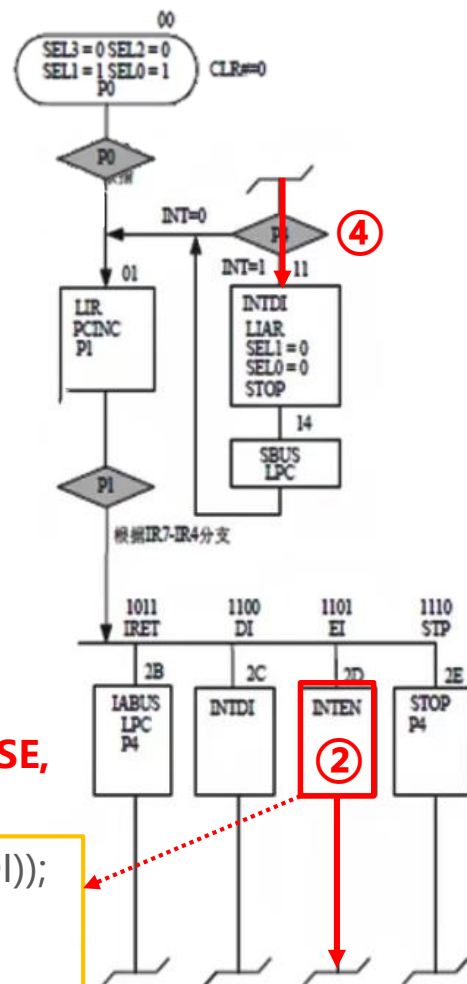 00
SEL3 = 0 SEL2 = 0
SEL1 = 1 SEL0 = 1
P0
CLR#=0
P0
INT=0
④
INT=1
11
01
LIR
PCINC
P1
INTDI
LIAR
SEL1 = 0
SEL0 = 0
STOP
14
SBUS
LPC
P1
根据IR7-IR4分支
1011
IRET
1100
DI
1101
EI
1110
STP
2B
2C
2D
2E
IABUS
LPC
P4
INTDI
INTEN
②
STOP
P4
SE,
));